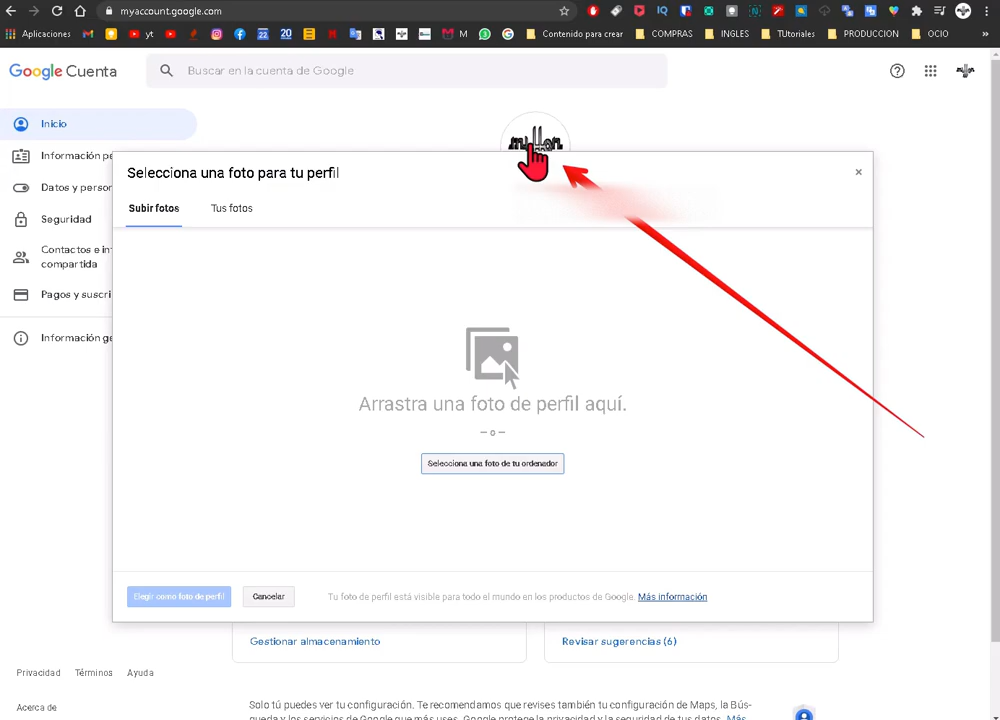 myaccount.google.com
Aplicaciones
yt
22
20
M
Contenido para crear
COMPRAS
INGLES
TUtoriales
PRODUCCION
OCIO
»
Google Cuenta
Buscar en la cuenta de Google
Inicio
Información pe
Datos y person
Seguridad
Contactos e in
compartida
Pagos y suscri
Información ge
Selecciona una foto para tu perfil
×
Subir fotos
Tus fotos
Arrastra una foto de perfil aquí.
– o –
Selecciona una foto de tu ordenador
Elegir como foto de perfil
Cancelar
Tu foto de perfil está visible para todo el mundo en los productos de Google. Más información
Gestionar almacenamiento
Revisar sugerencias (6)
Privacidad
Términos
Ayuda
Acerca de
Solo tú puedes ver tu configuración. Te recomendamos que revises también tu configuración de Maps, la Bús-
queda y los servicios de Google que más uses. Google protege la privacidad y la seguridad de tus datos. Más